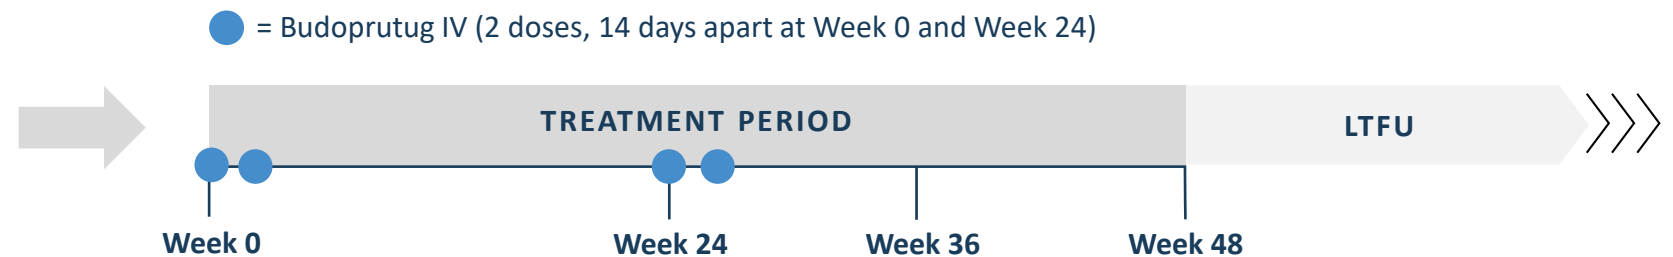 = Budoprutug IV (2 doses, 14 days apart at Week 0 and Week 24)
TREATMENT PERIOD
LTFU
Week 0
Week 24
Week 36
Week 48